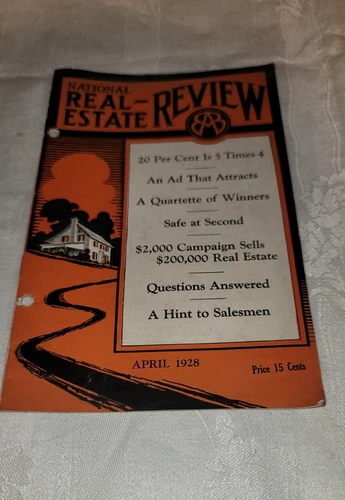 NATIONAL
REAL-
ESTATE
REVIEW
20 Per Cent Is 5 Times 4
An Ad That Attracts
A Quartette of Winners
Safe at Second
$2,000 Campaign Sells
$200,000 Real Estate
Questions Answered
A Hint to Salesmen
APRIL 1928
Price 15 Cents